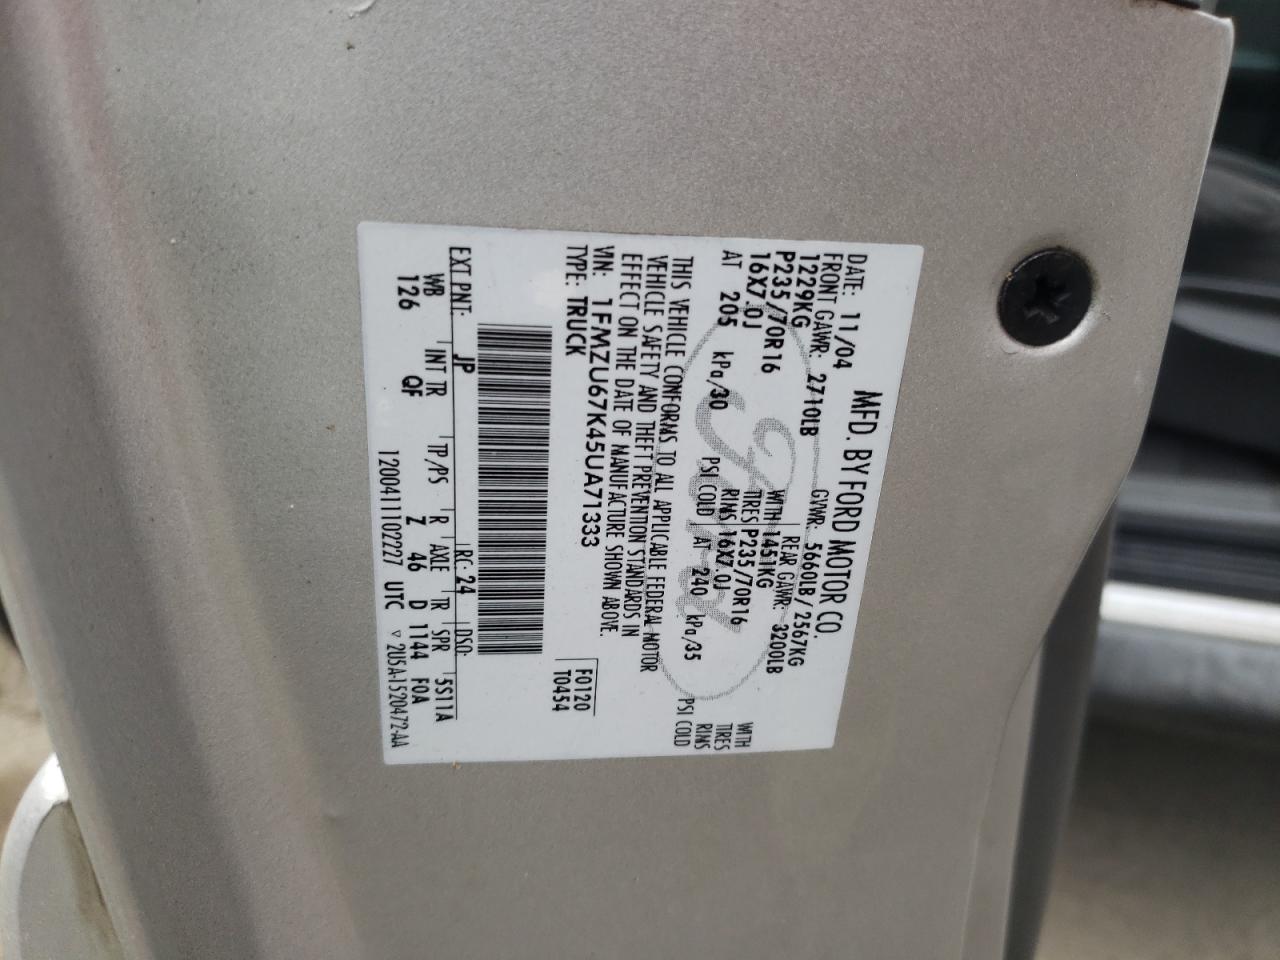 MFD. BY FORD MOTOR CO.
DATE: 11/04 GVWR: 5660LB/2567KG
FRONT GAWR: 2710LB REAR GAWR: 3200LB
1229KG WITH 1451KG WITH
P235/70R16 TIRES P235/70R16 TIRES
16X7.0J RIMS 16X7.0J RIMS
AT 205 kPa/30 PSI COLD AT 240 kPa/35 PSI COLD
THIS VEHICLE CONFORMS TO ALL APPLICABLE FEDERAL MOTOR
VEHICLE SAFETY AND THEFT PREVENTION STANDARDS IN
EFFECT ON THE DATE OF MANUFACTURE SHOWN ABOVE.
VIN: 1FMZU67K45UA71333
TYPE: TRUCK
F0120
T0454
EXT PNT: JP RC: 24 DSO:
WB INT TR TP/PS R AXLE TR SPR 5S11A
126 QF Z 46 D 1144 F0A
1200411102227 UTC ▽ 2U5A-1520472-AA
Ford